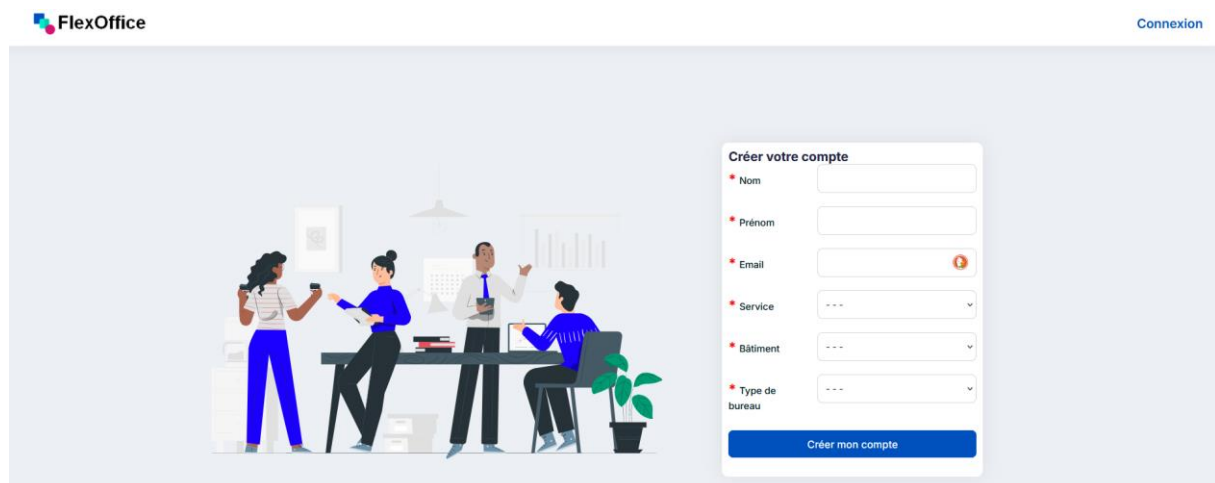 FlexOffice
Connexion
Créer votre compte
* Nom
* Prénom
* Email
* Service
- - -
* Bâtiment
- - -
* Type de
bureau
- - -
Créer mon compte